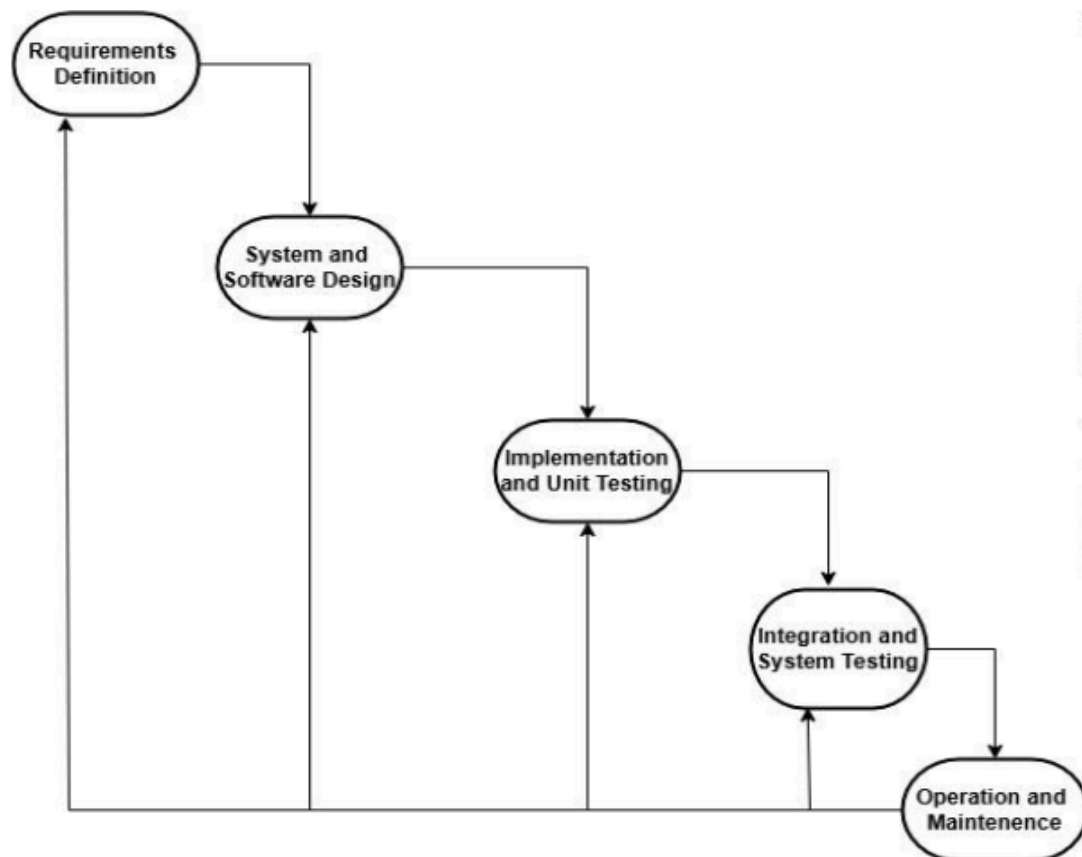 Requirements
Definition
System and
Software Design
Implementation
and Unit Testing
Integration and
System Testing
Operation and
Maintenence